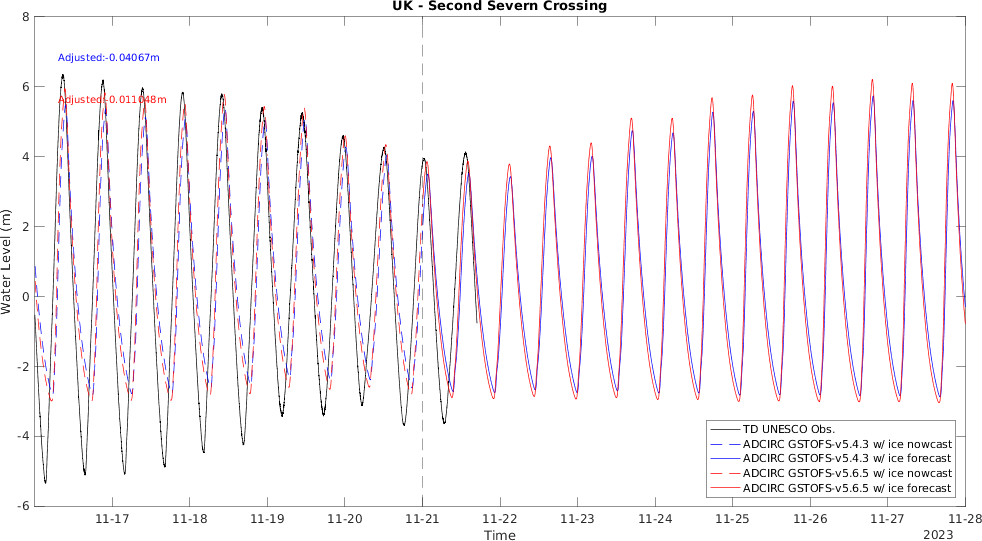 UK - Second Severn Crossing
8
6
4
2
0
-2
-4
-6
Water Level (m)
Adjusted:-0.04067m
Adjusted:-0.011048m
TD UNESCO Obs.
ADCIRC GSTOFS-v5.4.3 w/ ice nowcast
ADCIRC GSTOFS-v5.4.3 w/ ice forecast
ADCIRC GSTOFS-v5.6.5 w/ ice nowcast
ADCIRC GSTOFS-v5.6.5 w/ ice forecast
11-17 11-18 11-19 11-20 11-21 11-22 11-23 11-24 11-25 11-26 11-27 11-28
Time
2023